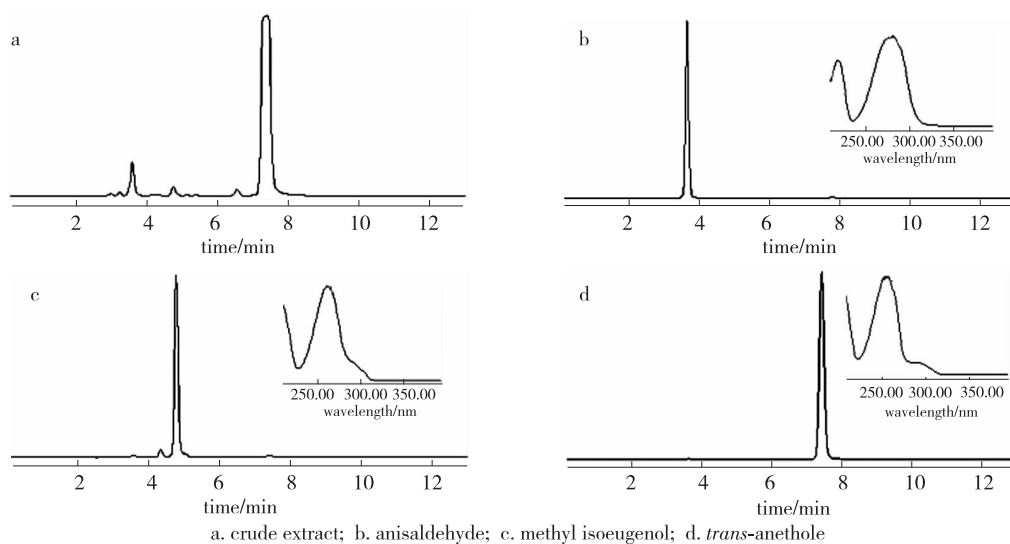 a
2 4 6 8 10 12
time/min
b
250.00 300.00 350.00
wavelength/nm
2 4 6 8 10 12
time/min
c
250.00 300.00 350.00
wavelength/nm
2 4 6 8 10 12
time/min
d
250.00 300.00 350.00
wavelength/nm
2 4 6 8 10 12
time/min
a. crude extract; b. anisaldehyde; c. methyl isoeugenol; d. trans-anethole